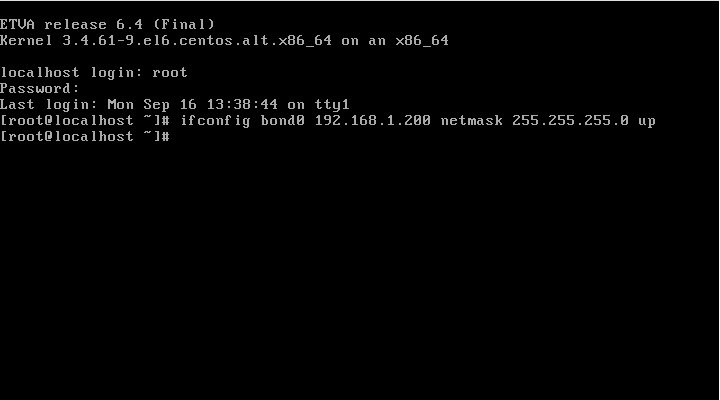 ETVA release 6.4 (Final)
Kernel 3.4.61-9.el6.centos.alt.x86_64 on an x86_64
localhost login: root
Password:
Last login: Mon Sep 16 13:38:44 on tty1
[root@localhost ~]# ifconfig bond0 192.168.1.200 netmask 255.255.255.0 up
[root@localhost ~]#